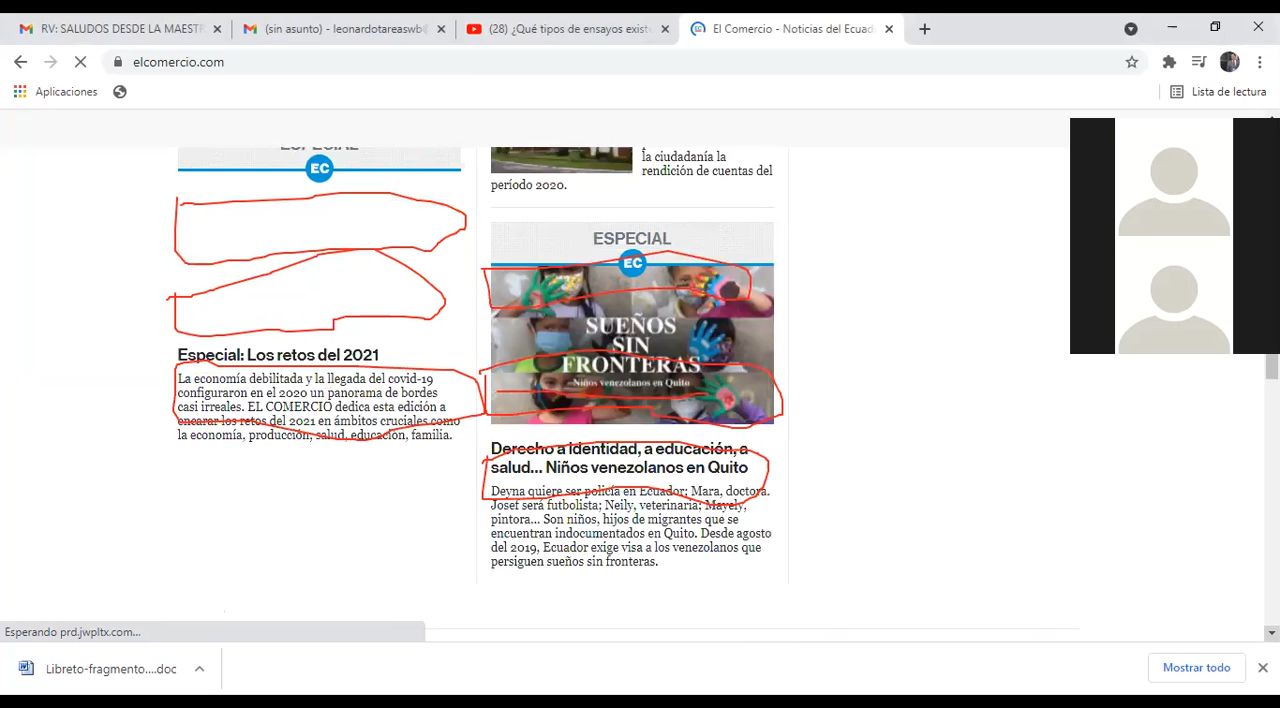 RV: SALUDOS DESDE LA MAESTR
(sin asunto) - leonardotareaswb@
(28) ¿Qué tipos de ensayos existe
El Comercio - Noticias del Ecuad
elcomercio.com
Aplicaciones
Lista de lectura
ESPECIAL
EC
Especial: Los retos del 2021
La economía debilitada y la llegada del covid-19
configuraron en el 2020 un panorama de bordes
casi irreales. EL COMERCIO dedica esta edición a
encarar los retos del 2021 en ámbitos cruciales como
la economía, producción, salud, educación, familia.
la ciudadanía la
rendición de cuentas del
período 2020.
ESPECIAL
EC
SUEÑOS
SIN
FRONTERAS
Niños venezolanos en Quito
Derecho a identidad, a educación, a
salud... Niños venezolanos en Quito
Deyna quiere ser policía en Ecuador; Mara, doctora.
Josef será futbolista; Neily, veterinaria; Mayely,
pintora... Son niños, hijos de migrantes que se
encuentran indocumentados en Quito. Desde agosto
del 2019, Ecuador exige visa a los venezolanos que
persiguen sueños sin fronteras.
Esperando prd.jwpltx.com...
Libreto-fragmento....doc
Mostrar todo